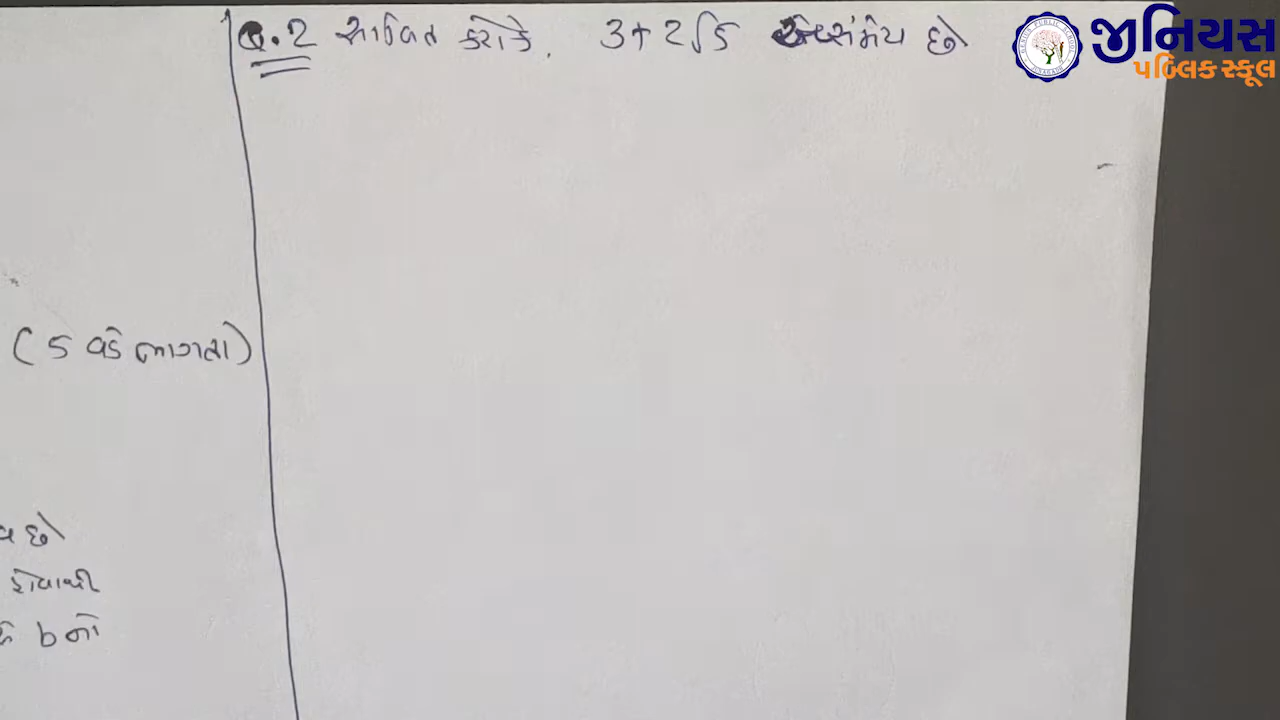 Q.2 સાબિત કરો કે, 3+2√5 અસંમેય છે
જીનિયસ
પબ્લિક સ્કૂલ
(5 વડે ભાગતા)
છે
હોવાથી
b નો